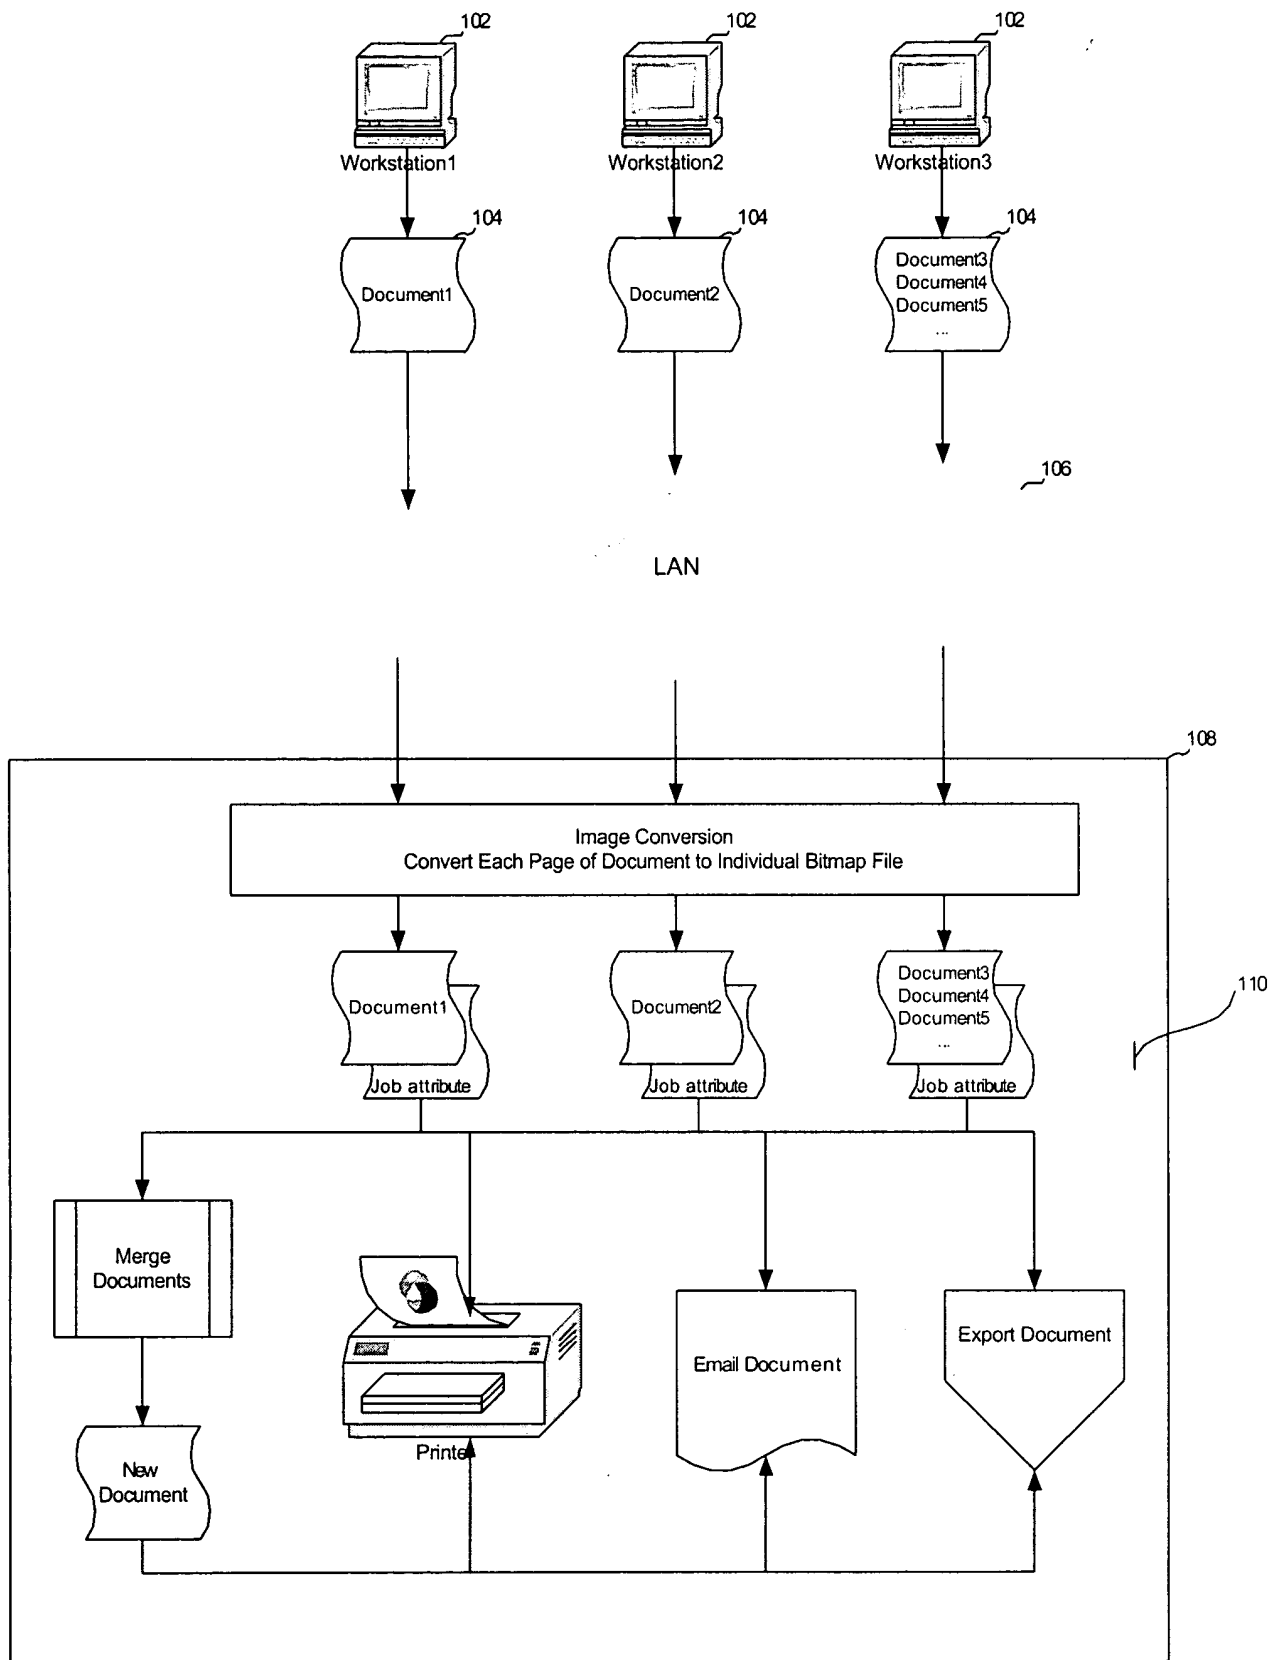 102
102
102
Workstation1
Workstation2
Workstation3
104
104
104
Document1
Document2
Document3
Document4
Document5
...
106
LAN
108
Image Conversion
Convert Each Page of Document to Individual Bitmap File
Document1
Job attribute
Document2
Job attribute
Document3
Document4
Document5
...
Job attribute
110
Merge
Documents
Printer
Email Document
Export Document
New
Document